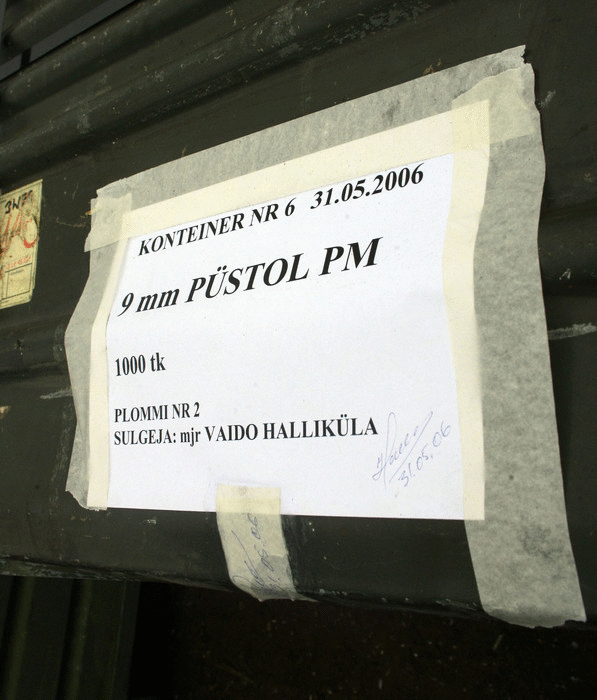 KONTEINER NR 6 31.05.2006
9 mm PÜSTOL PM
1000 tk
PLOMMI NR 2
SULGEJA: mjr VAIDO HALLIKÜLA
31.05.06